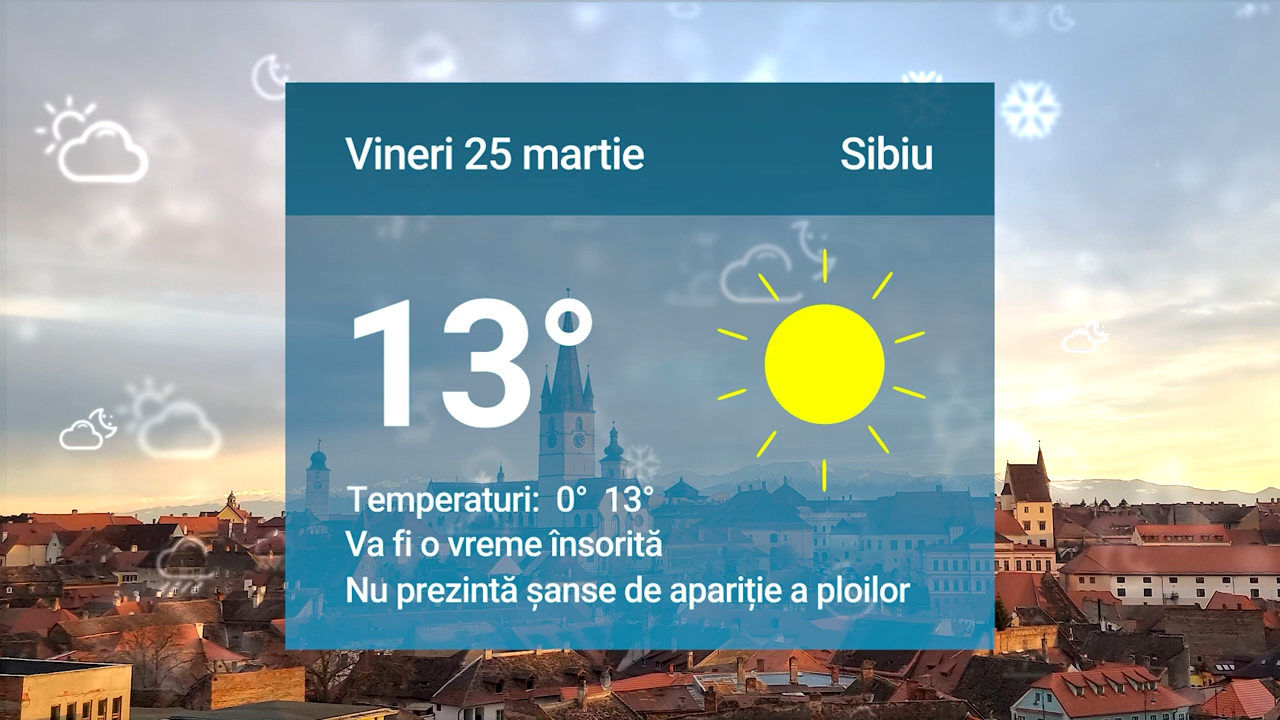 Vineri 25 martie Sibiu
13°
Temperaturi: 0° 13°
Va fi o vreme însorită
Nu prezintă șanse de apariție a ploilor